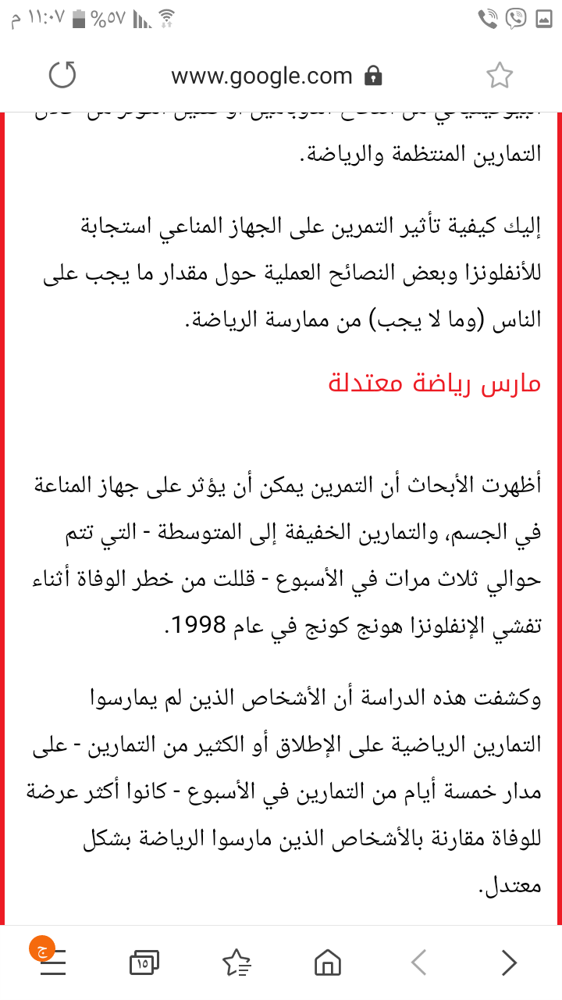 ١١:٠٧ م %٥٧
www.google.com
التمارين المنتظمة والرياضة.
إليك كيفية تأثير التمرين على الجهاز المناعي استجابة
للأنفلونزا وبعض النصائح العملية حول مقدار ما يجب على
الناس (وما لا يجب) من ممارسة الرياضة.
مارس رياضة معتدلة
أظهرت الأبحاث أن التمرين يمكن أن يؤثر على جهاز المناعة
في الجسم، والتمارين الخفيفة إلى المتوسطة - التي تتم
حوالي ثلاث مرات في الأسبوع - قللت من خطر الوفاة أثناء
تفشي الإنفلونزا هونج كونج في عام 1998.
وكشفت هذه الدراسة أن الأشخاص الذين لم يمارسوا
التمارين الرياضية على الإطلاق أو الكثير من التمارين - على
مدار خمسة أيام من التمارين في الأسبوع - كانوا أكثر عرضة
للوفاة مقارنة بالأشخاص الذين مارسوا الرياضة بشكل
معتدل.
ج
١٥